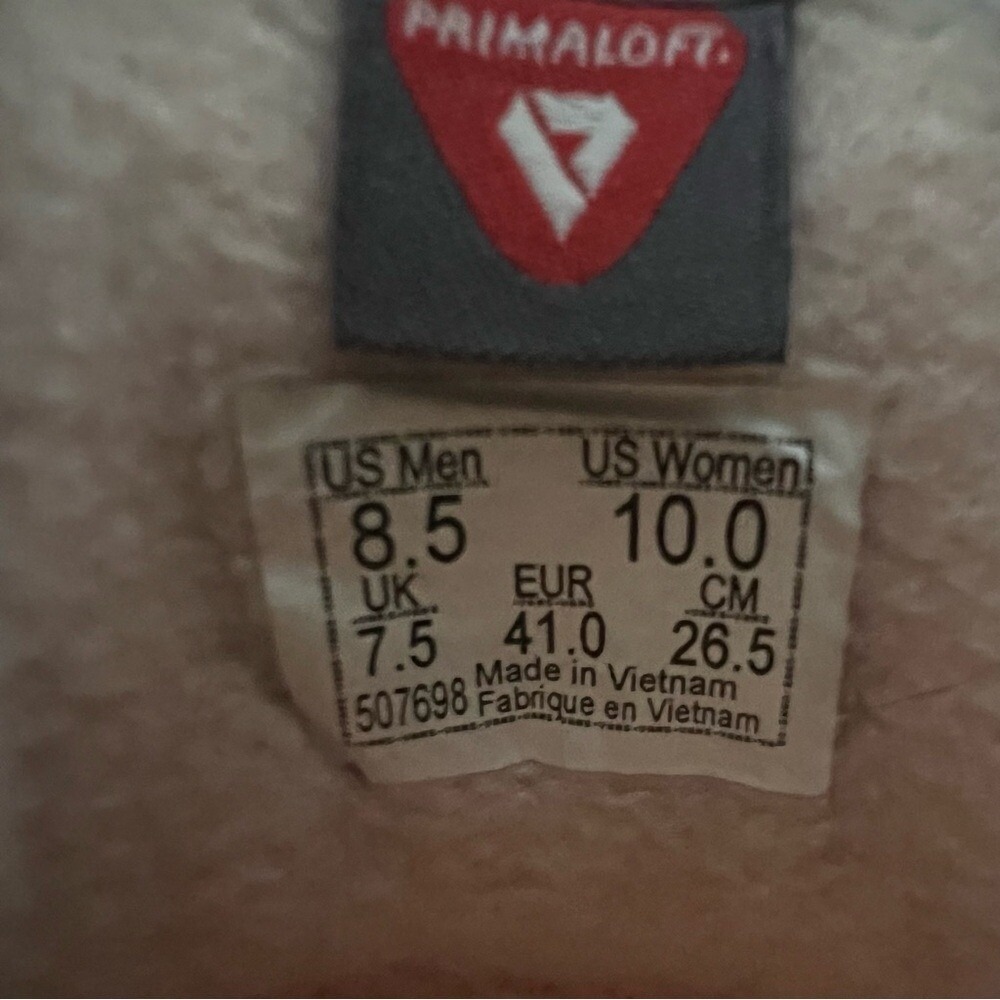 PRIMALOFT
US Men US Women
8.5 10.0
UK EUR CM
7.5 41.0 26.5
Made in Vietnam
507698 Fabrique en Vietnam